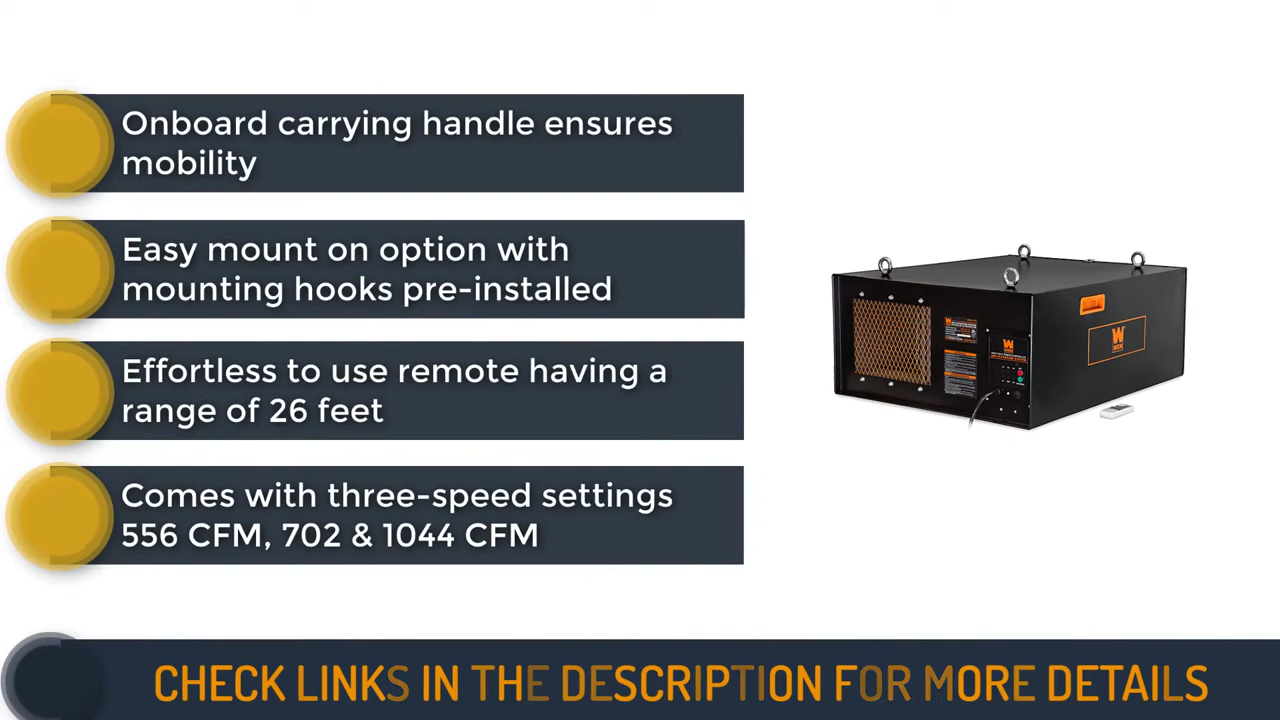 Onboard carrying handle ensures
mobility
Easy mount on option with
mounting hooks pre-installed
Effortless to use remote having a
range of 26 feet
Comes with three-speed settings
556 CFM, 702 & 1044 CFM
W
WEN
W
WEN
CHECK LINKS IN THE DESCRIPTION FOR MORE DETAILS